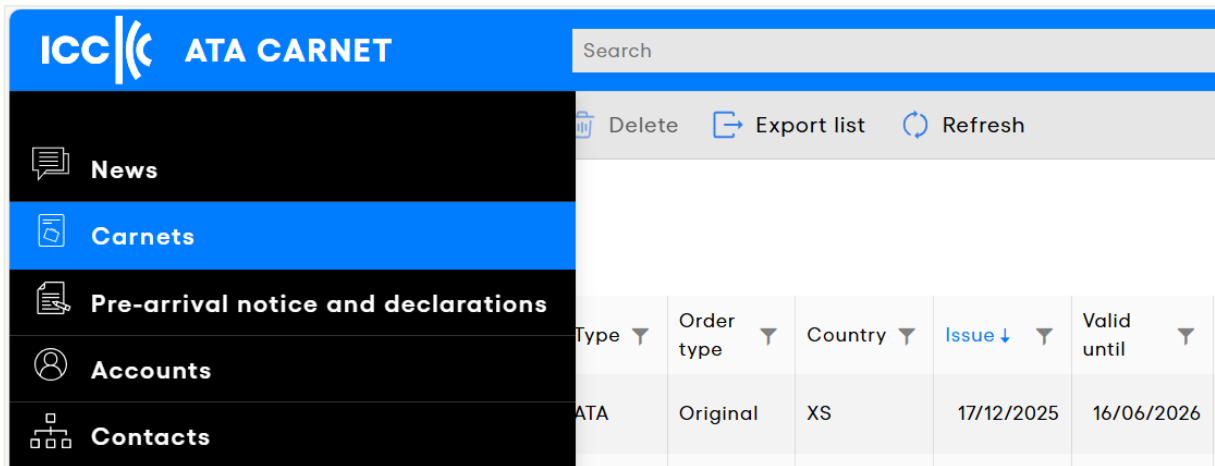 ICC ATA CARNET
Search
Delete Export list Refresh
News
Carnets
Pre-arrival notice and declarations
Accounts
Contacts
Type Order type Country Issue ↓ Valid until
ATA Original XS 17/12/2025 16/06/2026